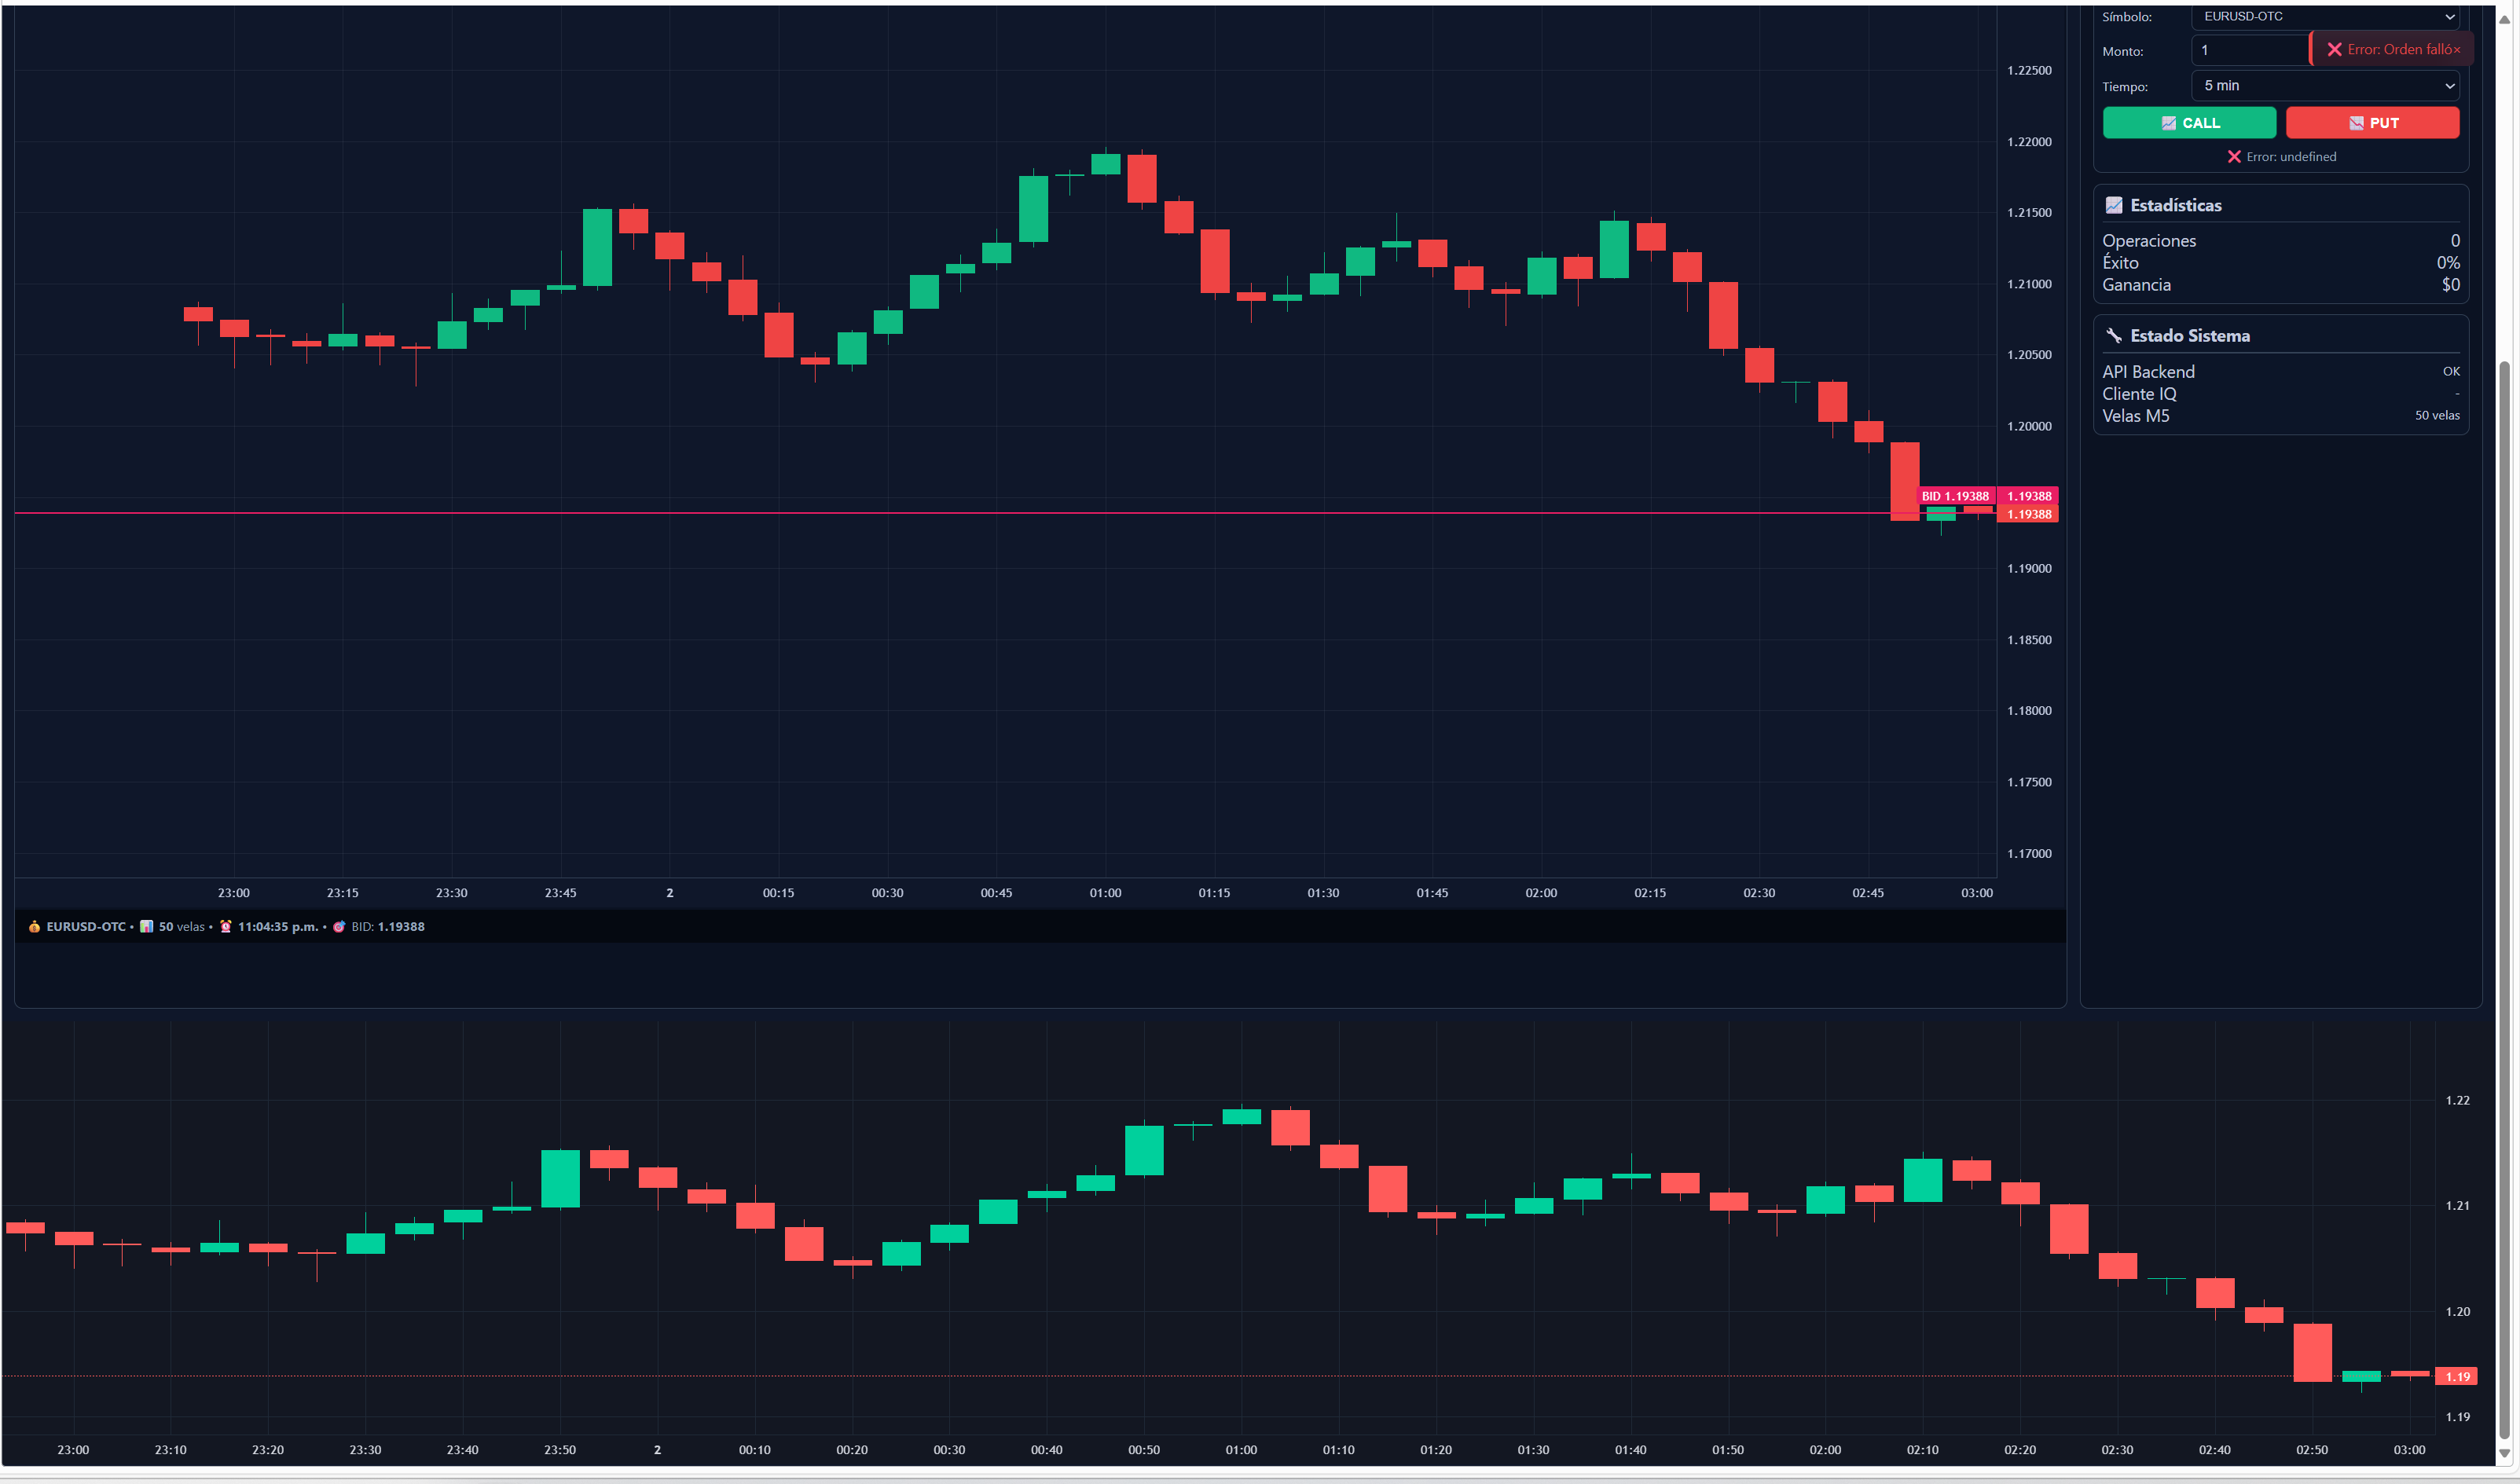 1.22500
1.22000
1.21500
1.21000
1.20500
1.20000
BID 1.19388 1.19388
1.19388
1.19000
1.18500
1.18000
1.17500
1.17000
23:00 23:15 23:30 23:45 2 00:15 00:30 00:45 01:00 01:15 01:30 01:45 02:00 02:15 02:30 02:45 03:00
EURUSD-OTC • 50 velas • 11:04:35 p.m. • BID: 1.19388
Símbolo: EURUSD-OTC
Monto: 1
❌ Error: Orden falló×
Tiempo: 5 min
CALL PUT
❌ Error: undefined
Estadísticas
Operaciones 0
Éxito 0%
Ganancia $0
Estado Sistema
API Backend OK
Cliente IQ -
Velas M5 50 velas
1.22
1.21
1.20
1.19
1.19
23:00 23:10 23:20 23:30 23:40 23:50 2 00:10 00:20 00:30 00:40 00:50 01:00 01:10 01:20 01:30 01:40 01:50 02:00 02:10 02:20 02:30 02:40 02:50 03:00